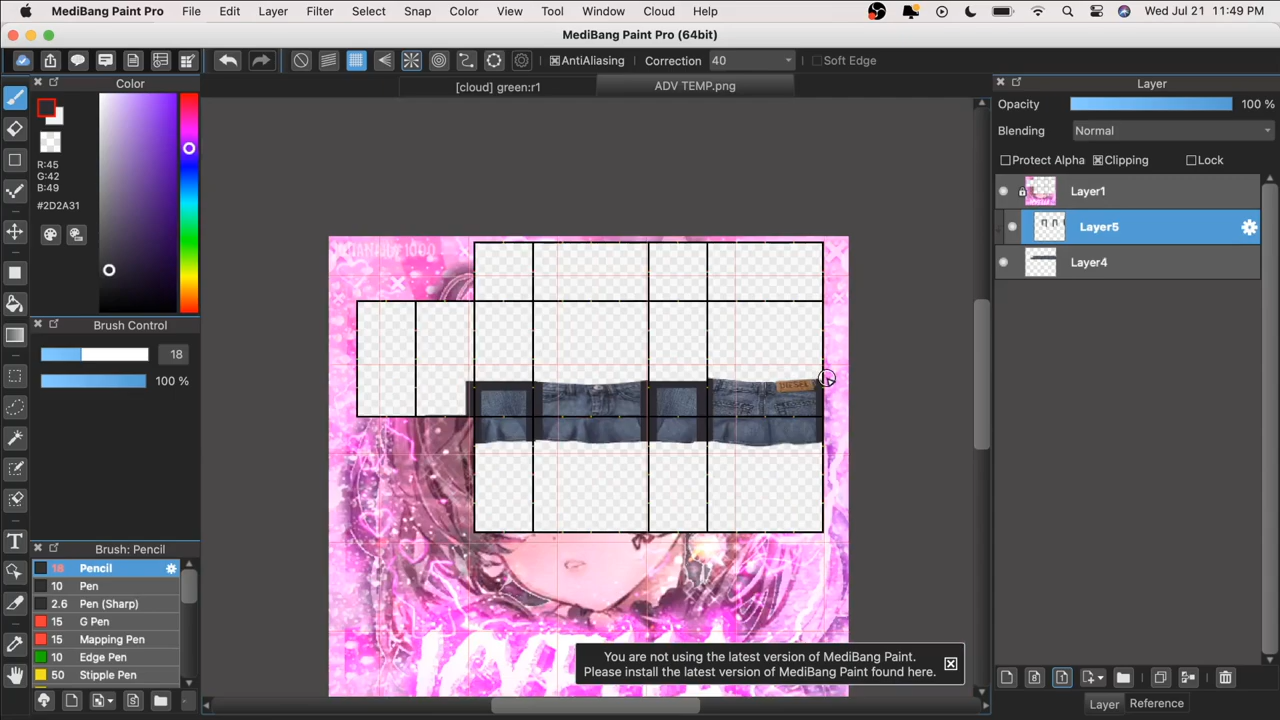 MediBang Paint Pro File Edit Layer Filter Select Snap Color View Tool Window Cloud Help Wed Jul 21 11:49 PM
MediBang Paint Pro (64bit)
AntiAliasing Correction 40 Soft Edge
Color
[cloud] green:r1 ADV TEMP.png
Layer
R:45
G:42
B:49
#2D2A31
Brush Control
18
100 %
Brush: Pencil
18 Pencil
10 Pen
2.6 Pen (Sharp)
15 G Pen
15 Mapping Pen
10 Edge Pen
50 Stipple Pen
T
DIESEL
Opacity 100 %
Blending Normal
Protect Alpha Clipping Lock
Layer1
Layer5
Layer4
You are not using the latest version of MediBang Paint.
Please install the latest version of MediBang Paint found here.
Layer Reference